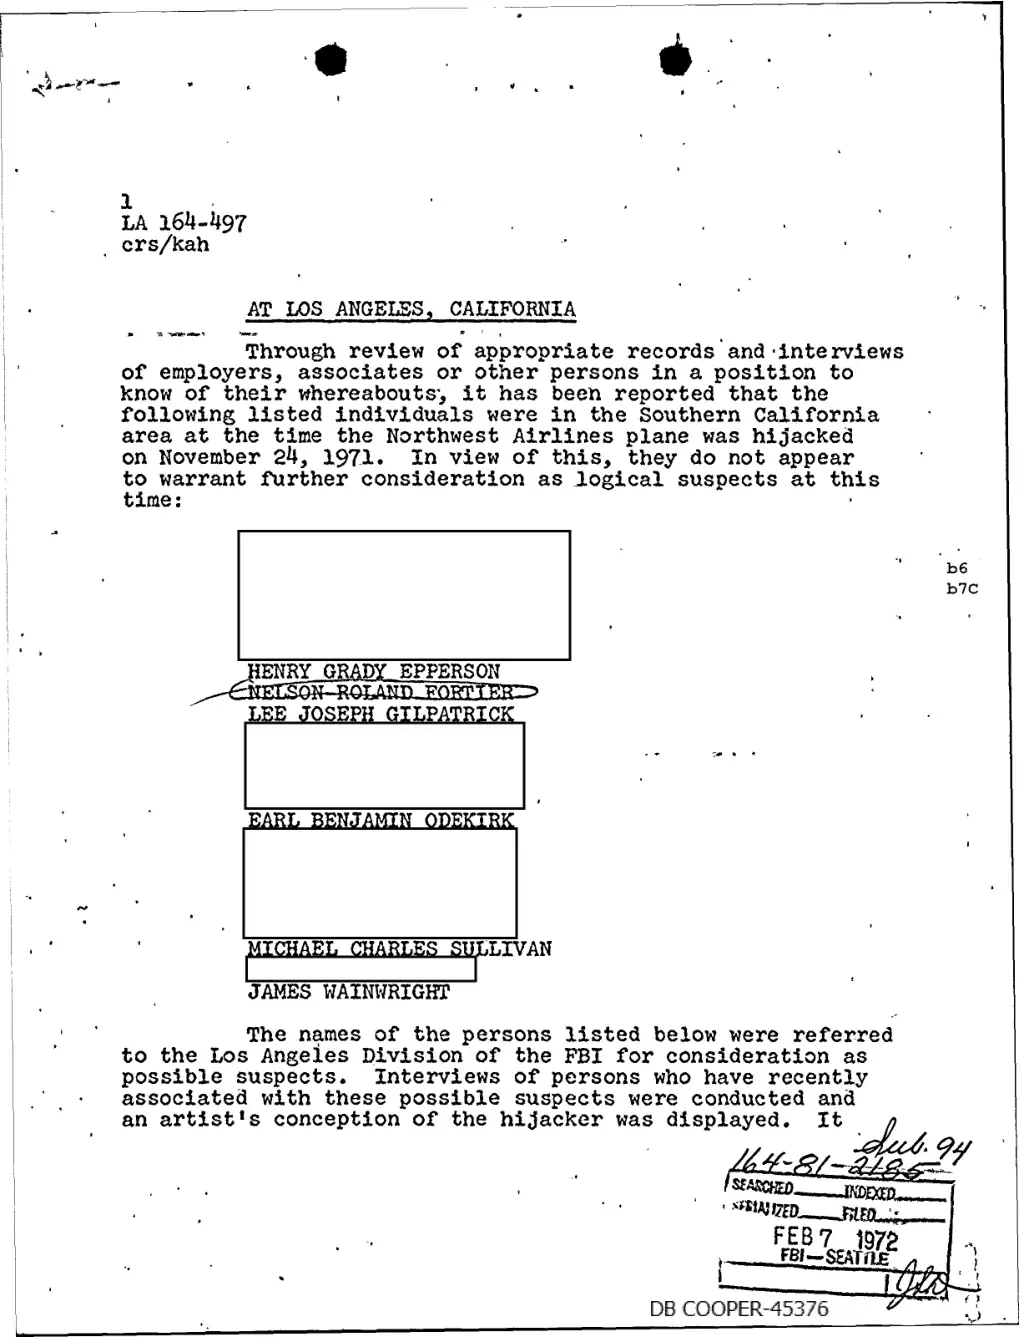 1
LA 164-497
crs/kah
AT LOS ANGELES, CALIFORNIA
Through review of appropriate records and interviews
of employers, associates or other persons in a position to
know of their whereabouts, it has been reported that the
following listed individuals were in the Southern California
area at the time the Northwest Airlines plane was hijacked
on November 24, 1971. In view of this, they do not appear
to warrant further consideration as logical suspects at this
time:
b6
b7C
HENRY GRADY EPPERSON
NELSON ROLAND FORTIER
LEE JOSEPH GILPATRICK
EARL BENJAMIN ODEKIRK
MICHAEL CHARLES SULLIVAN
JAMES WAINWRIGHT
The names of the persons listed below were referred
to the Los Angeles Division of the FBI for consideration as
possible suspects. Interviews of persons who have recently
associated with these possible suspects were conducted and
an artist's conception of the hijacker was displayed. It
Sub. 94
164-81-2185
SEARCHED INDEXED
SERIALIZED FILED
FEB 7 1972
FBI-SEATTLE
DB COOPER-45376